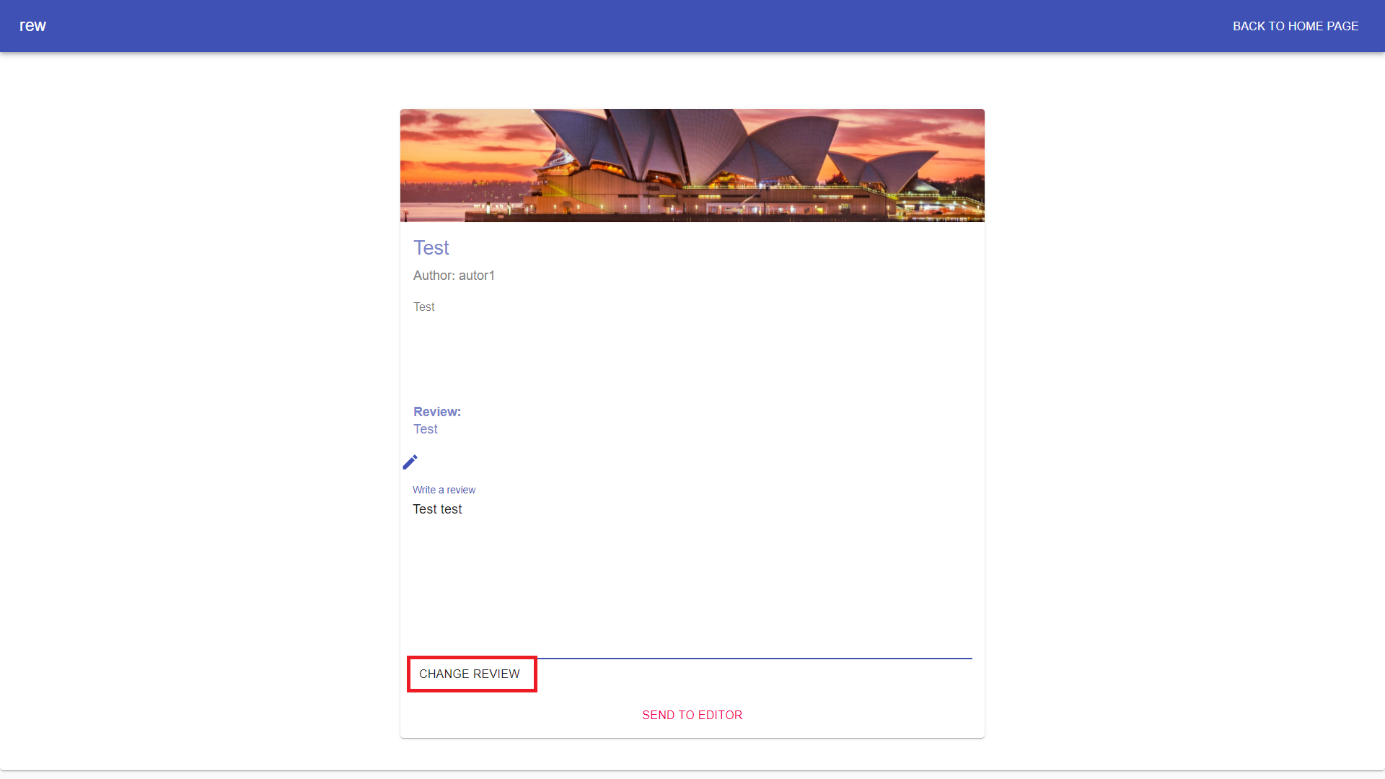 rew
BACK TO HOME PAGE
Test
Author: autor1
Test
Review:
Test
Write a review
Test test
CHANGE REVIEW
SEND TO EDITOR